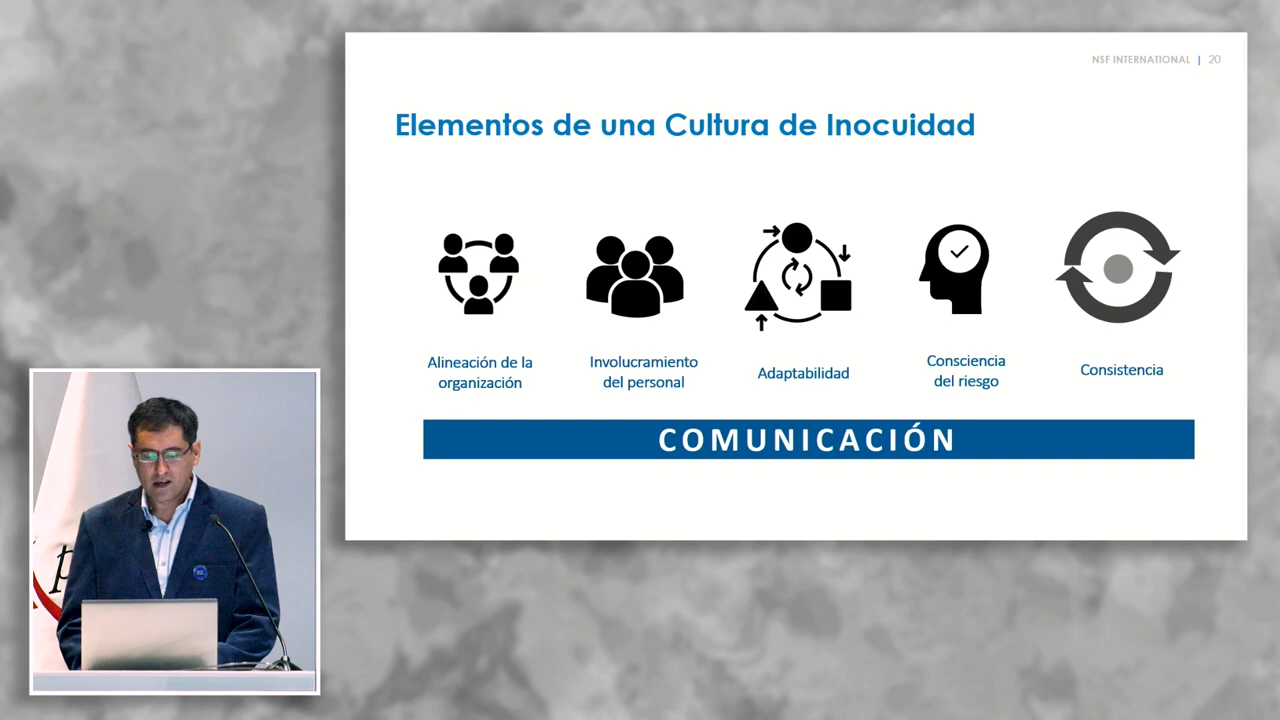 NSF INTERNATIONAL | 20
Elementos de una Cultura de Inocuidad
Alineación de la
organización
Involucramiento
del personal
Adaptabilidad
Consciencia
del riesgo
Consistencia
COMUNICACIÓN